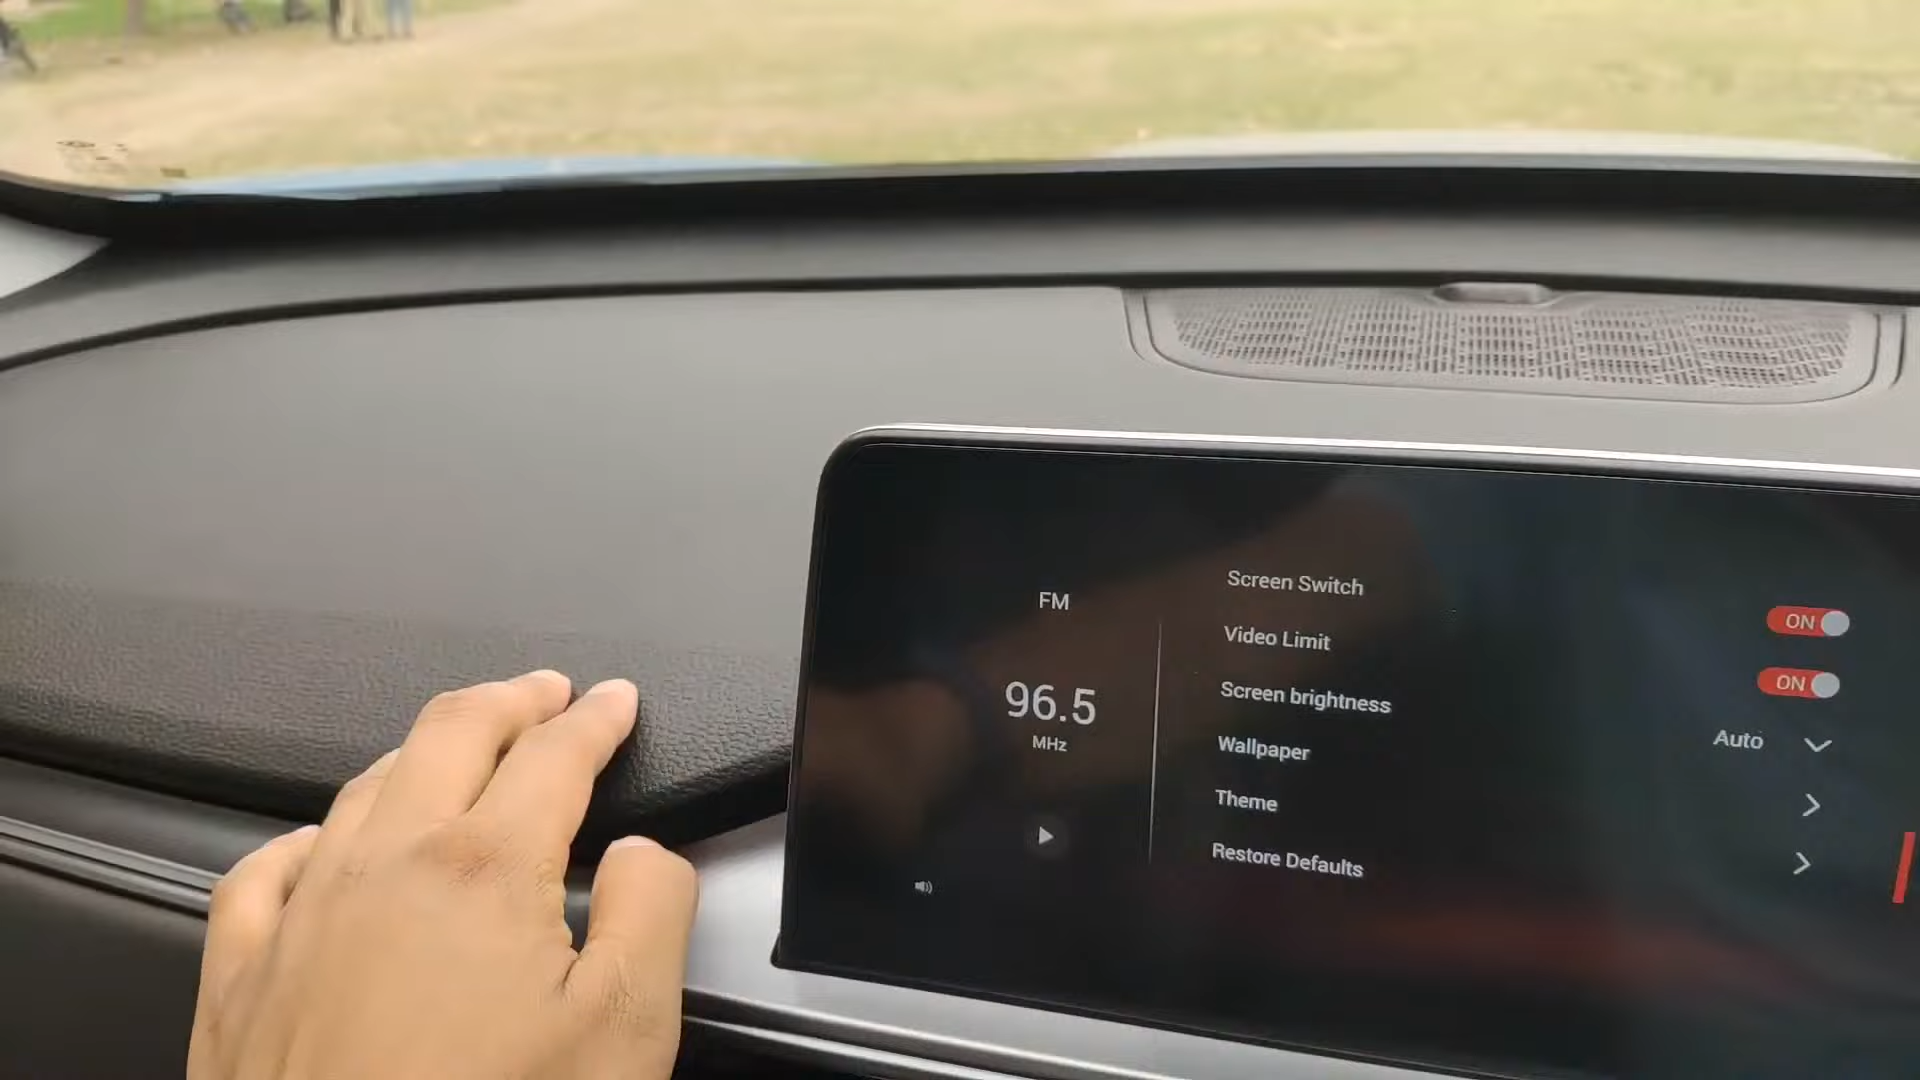 FM
96.5
MHz
Screen Switch
ON
Video Limit
ON
Screen brightness
Auto
Wallpaper
Theme
Restore Defaults